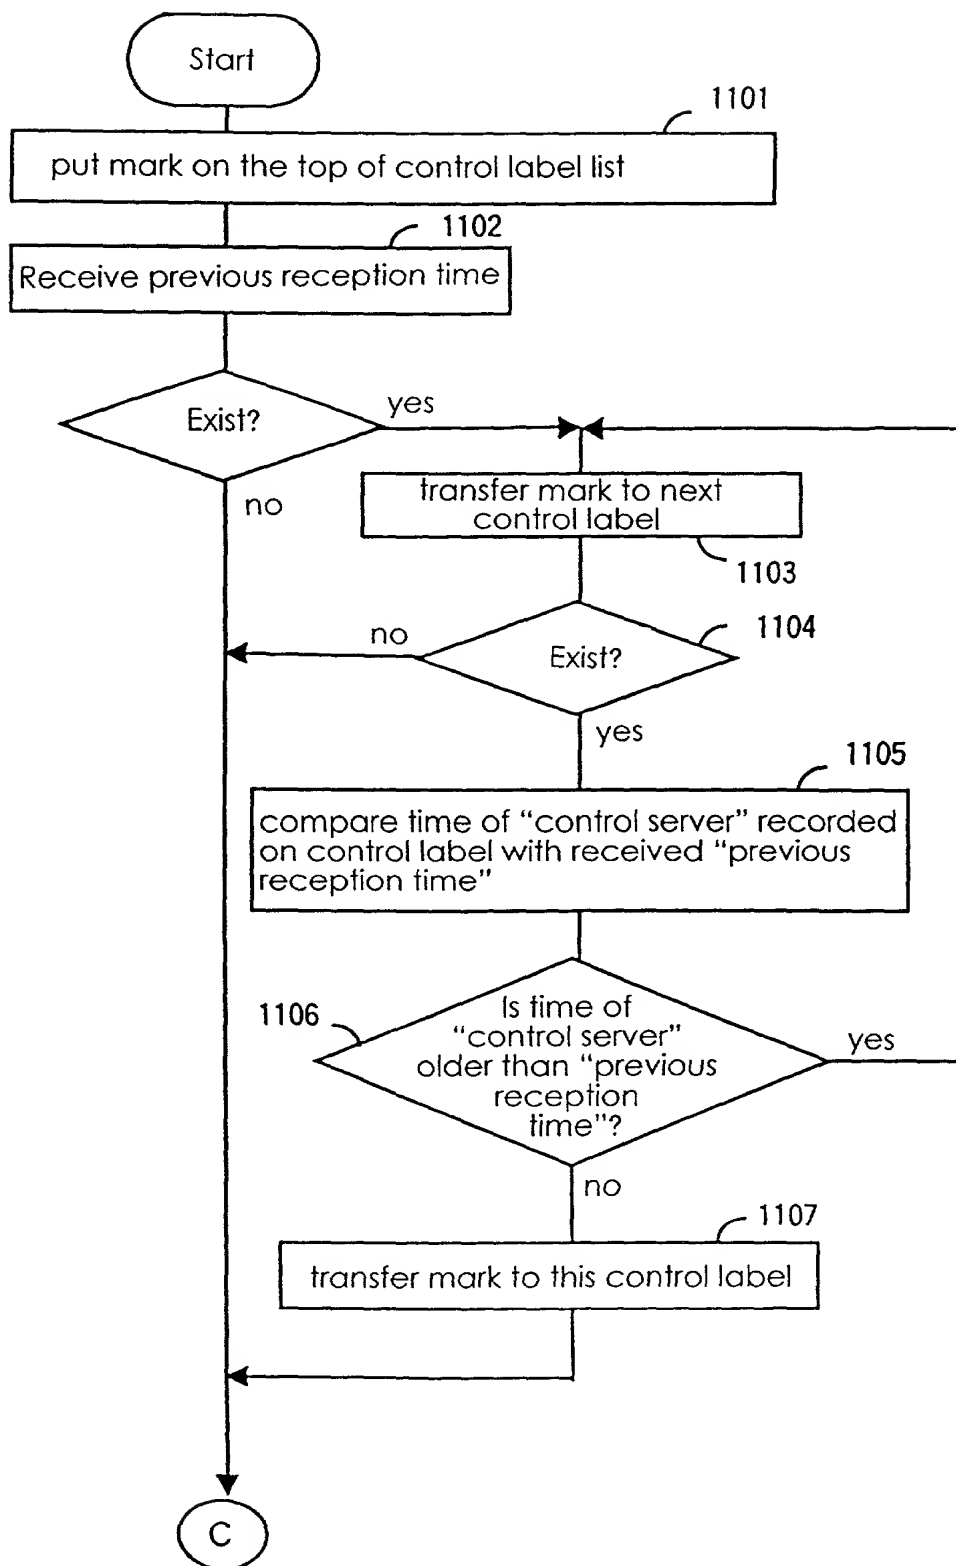 Start
1101
put mark on the top of control label list
1102
Receive previous reception time
Exist?
yes
no
transfer mark to next
control label
1103
1104
no
Exist?
yes
1105
compare time of “control server” recorded
on control label with received “previous
reception time”
1106
Is time of
“control server”
older than “previous
reception
time”?
yes
no
1107
transfer mark to this control label
C